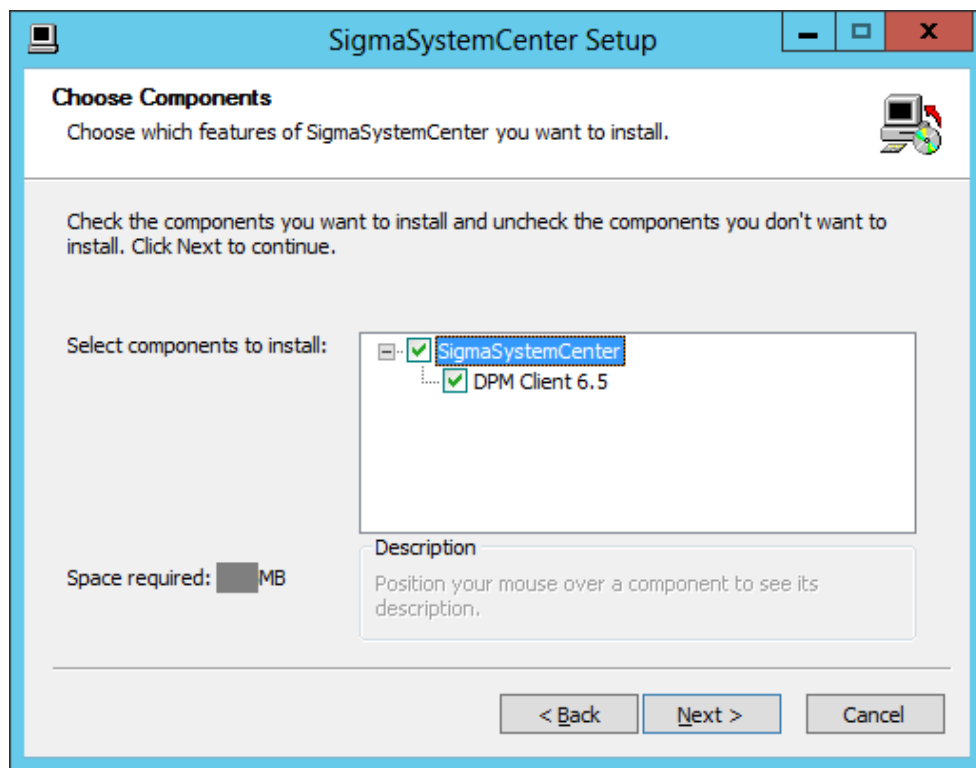 SigmaSystemCenter Setup
Choose Components
Choose which features of SigmaSystemCenter you want to install.
Check the components you want to install and uncheck the components you don't want to
install. Click Next to continue.
Select components to install:
SigmaSystemCenter
DPM Client 6.5
Space required: MB
Description
Position your mouse over a component to see its
description.
< Back
Next >
Cancel